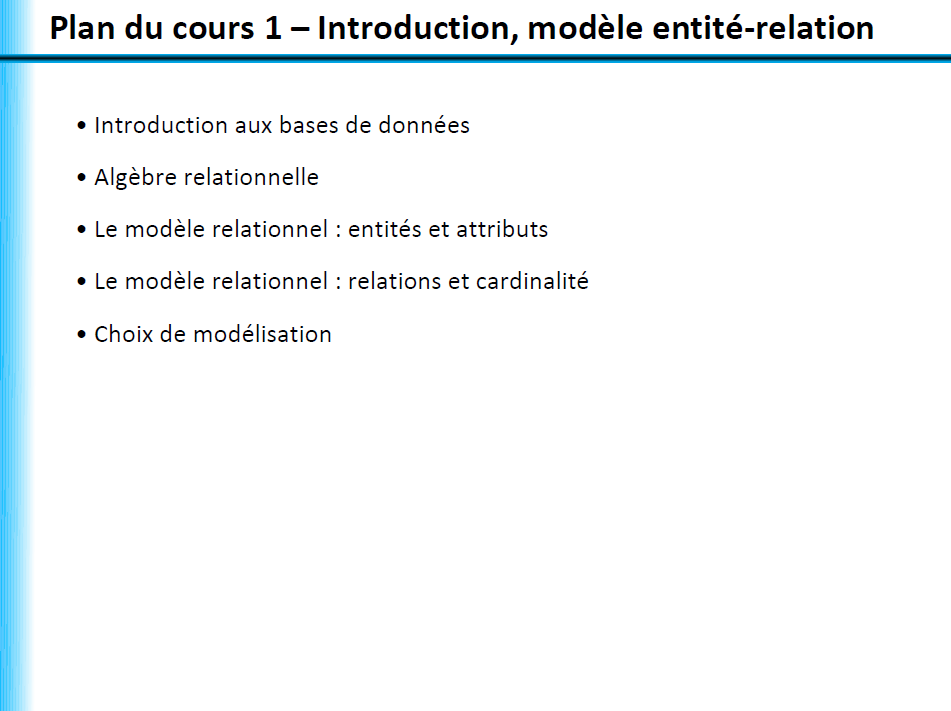 Plan du cours 1 – Introduction, modèle entité-relation
• Introduction aux bases de données
• Algèbre relationnelle
• Le modèle relationnel : entités et attributs
• Le modèle relationnel : relations et cardinalité
• Choix de modélisation